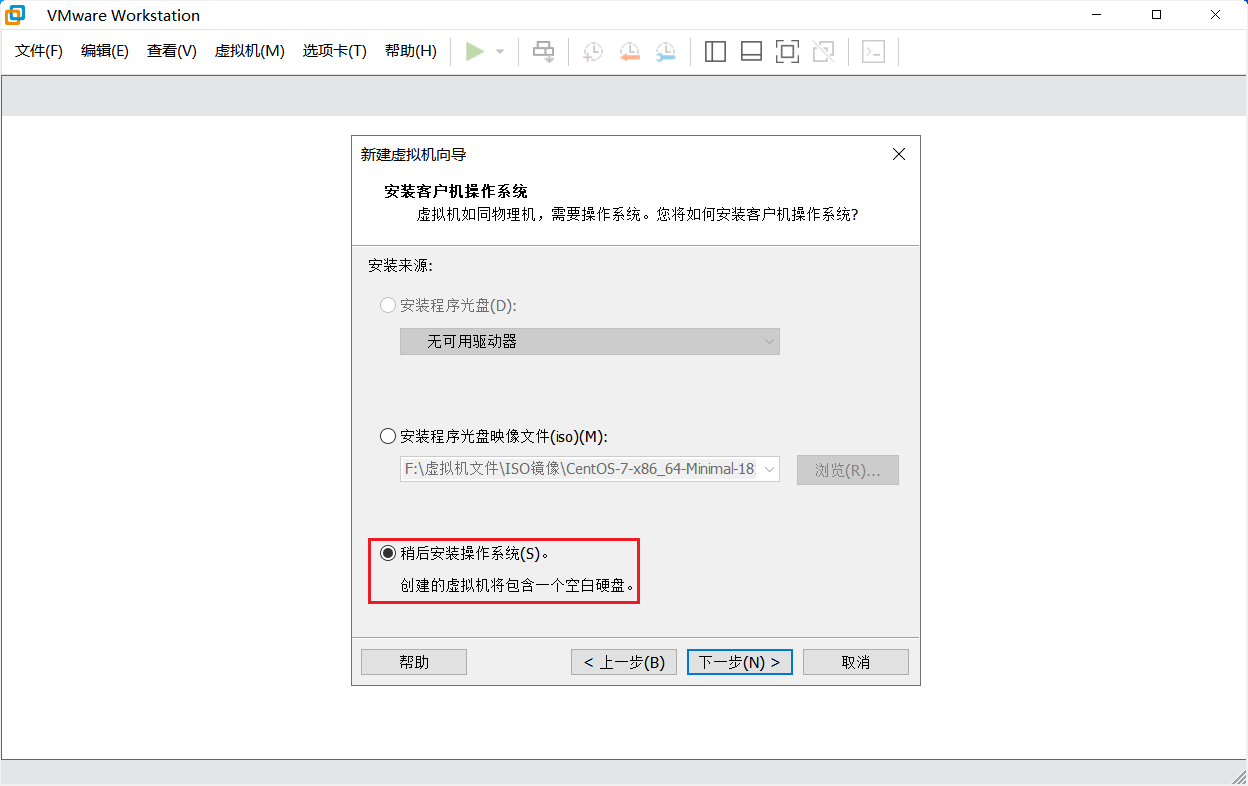 VMware Workstation
文件(F) 编辑(E) 查看(V) 虚拟机(M) 选项卡(T) 帮助(H)
新建虚拟机向导
安装客户机操作系统
虚拟机如同物理机，需要操作系统。您将如何安装客户机操作系统?
安装来源:
安装程序光盘(D):
无可用驱动器
安装程序光盘映像文件(iso)(M):
F:\虚拟机文件\ISO镜像\CentOS-7-x86_64-Minimal-18
浏览(R)...
稍后安装操作系统(S)。
创建的虚拟机将包含一个空白硬盘。
帮助 < 上一步(B) 下一步(N) > 取消